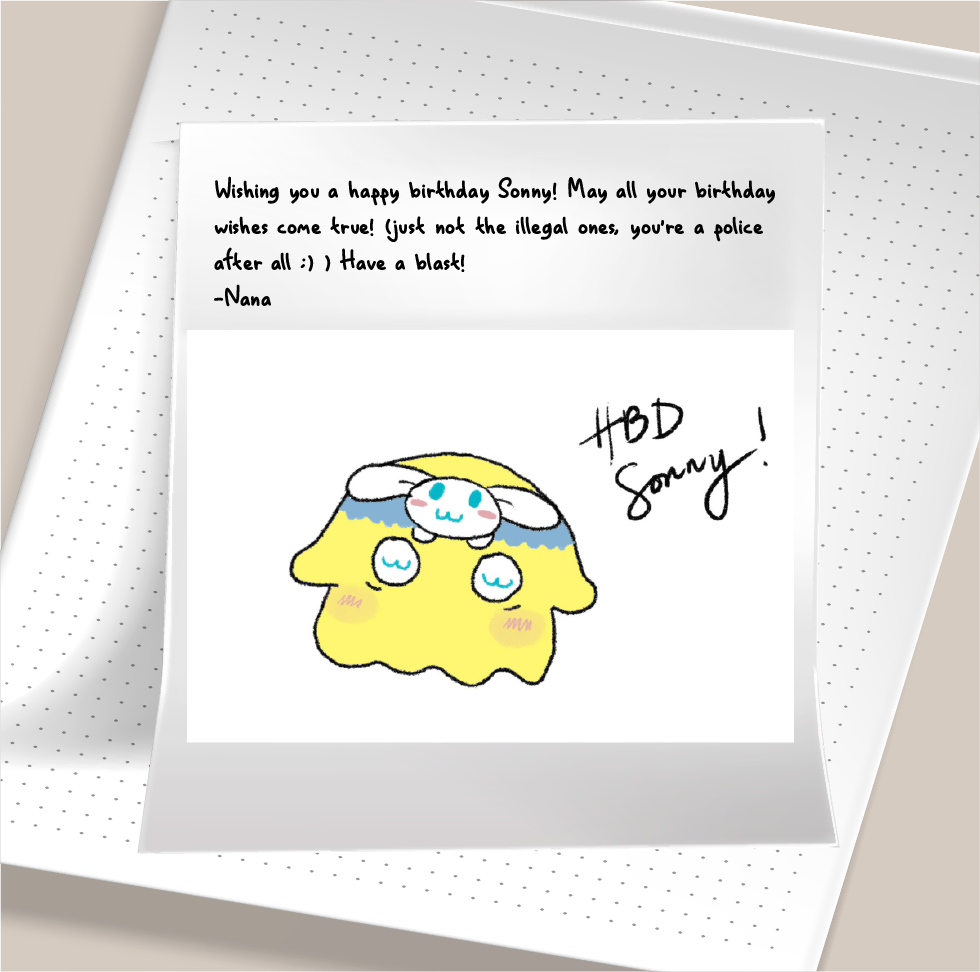 Wishing you a happy birthday Sonny! May all your birthday
wishes come true! (just not the illegal ones, you're a police
after all :) ) Have a blast!
-Nana
HBD
Sonny!